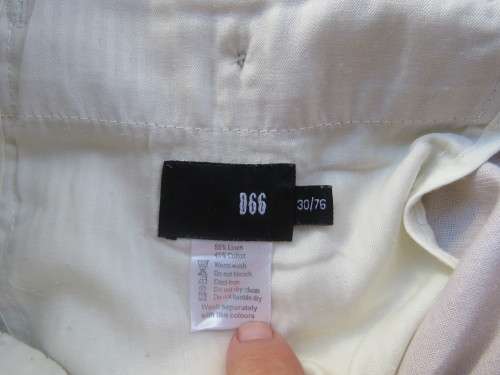 D66
30/76
55% Linen
45% Cotton
Warm wash
Do not bleach
Cool iron
Do not dry clean
Do not tumble dry
Wash separately
with like colours